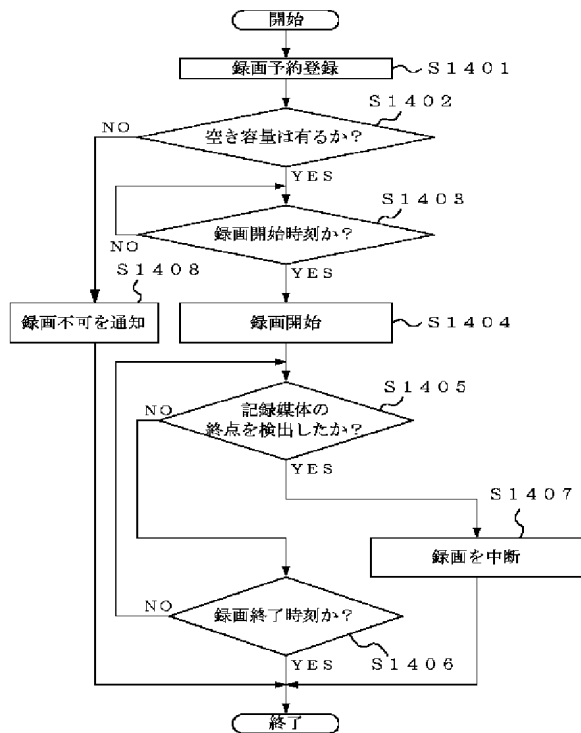 開始
録画予約登録
S1401
S1402
空き容量は有るか?
NO
YES
S1403
録画開始時刻か?
NO
YES
S1408
録画不可を通知
録画開始
S1404
S1405
記録媒体の
終点を検出したか?
NO
YES
S1407
録画を中断
録画終了時刻か?
NO
S1406
YES
終了